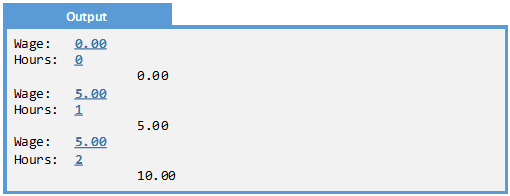 Output
Wage: 0.00
Hours: 0
0.00
Wage: 5.00
Hours: 1
5.00
Wage: 5.00
Hours: 2
10.00